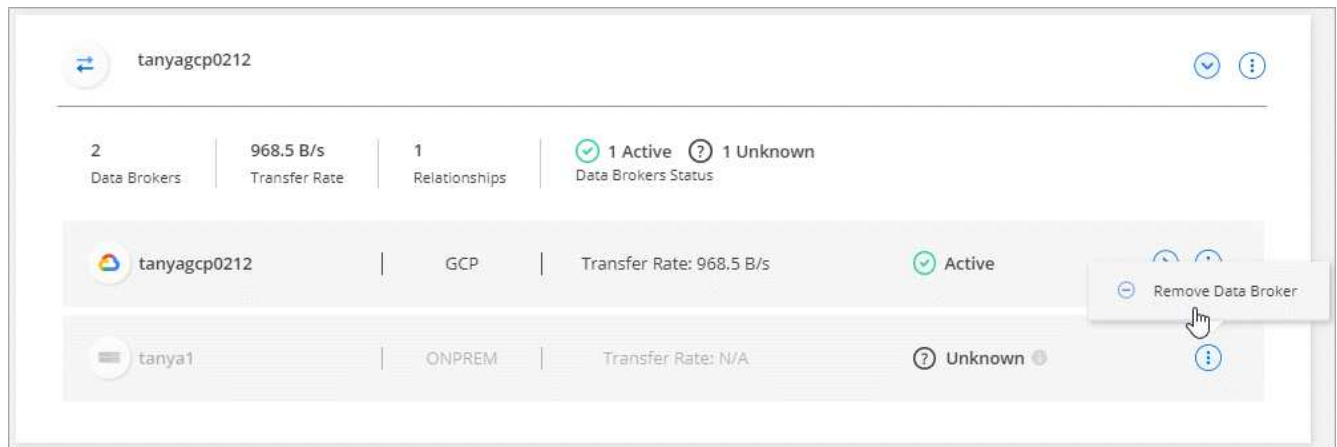 tanyagcp0212
2
968.5 B/s
1
1 Active
1 Unknown
Data Brokers
Transfer Rate
Relationships
Data Brokers Status
tanyagcp0212
GCP
Transfer Rate: 968.5 B/s
Active
Remove Data Broker
tanya1
ONPREM
Transfer Rate: N/A
Unknown